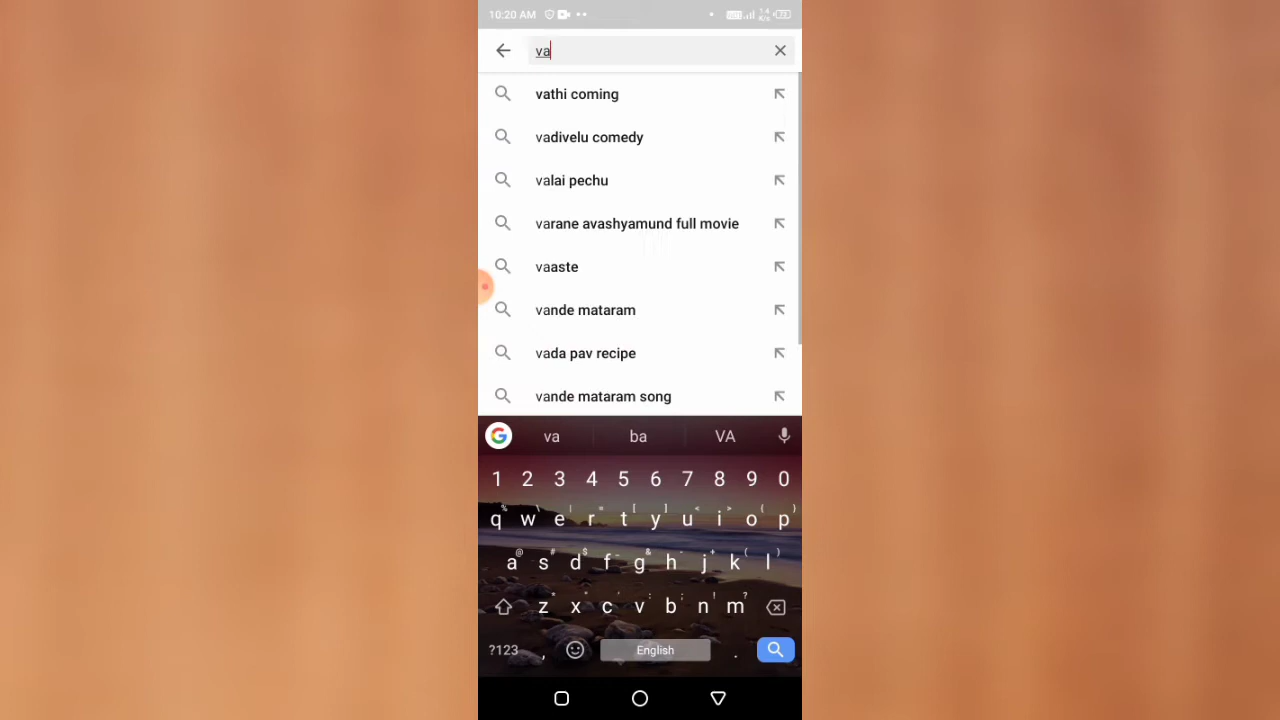 10:20 AM
1.4
K/s
va
vathi coming
vadivelu comedy
valai pechu
varane avashyamund full movie
vaaste
vande mataram
vada pav recipe
vande mataram song
va ba VA
1 2 3 4 5 6 7 8 9 0
q w e r t y u i o p
a s d f g h j k l
z x c v b n m
?123 , English .